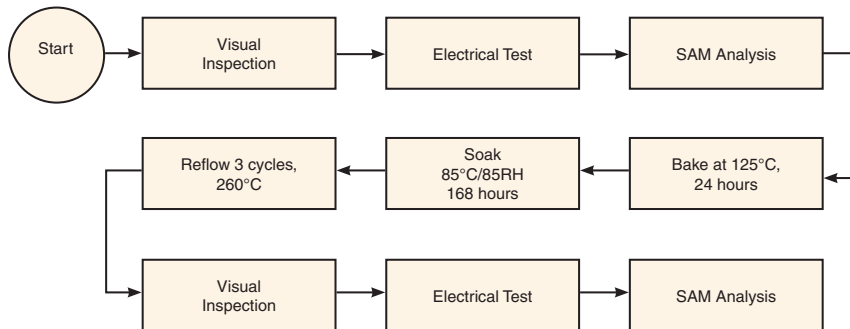 Start
Visual
Inspection
Electrical Test
SAM Analysis
Bake at 125°C,
24 hours
Soak
85°C/85RH
168 hours
Reflow 3 cycles,
260°C
Visual
Inspection
Electrical Test
SAM Analysis